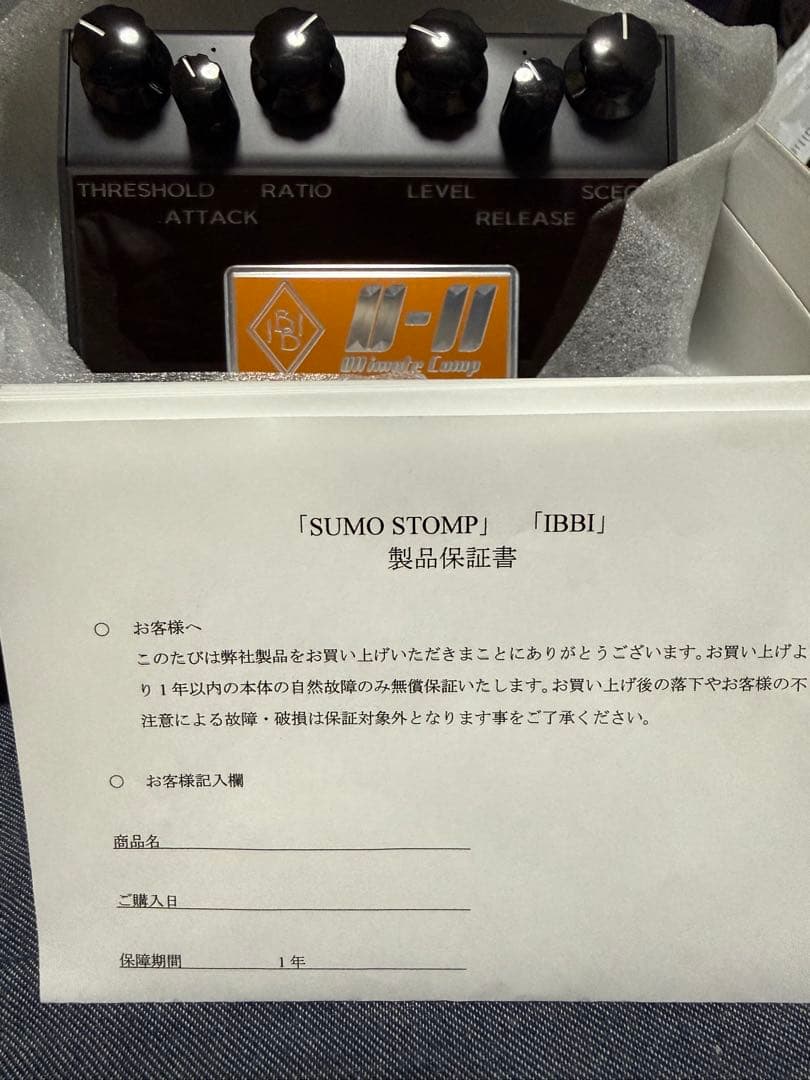 THRESHOLD RATIO LEVEL
ATTACK RELEASE
IBBI
Ultimate Comp
「SUMO STOMP」 「IBBI」
製品保証書
○ お客様へ
このたびは弊社製品をお買い上げいただきまことにありがとうございます。お買い上げよ
り1年以内の本体の自然故障のみ無償保証いたします。お買い上げ後の落下やお客様の不
注意による故障・破損は保証対象外となります事をご了承ください。
○ お客様記入欄
商品名
ご購入日
保障期間 1年